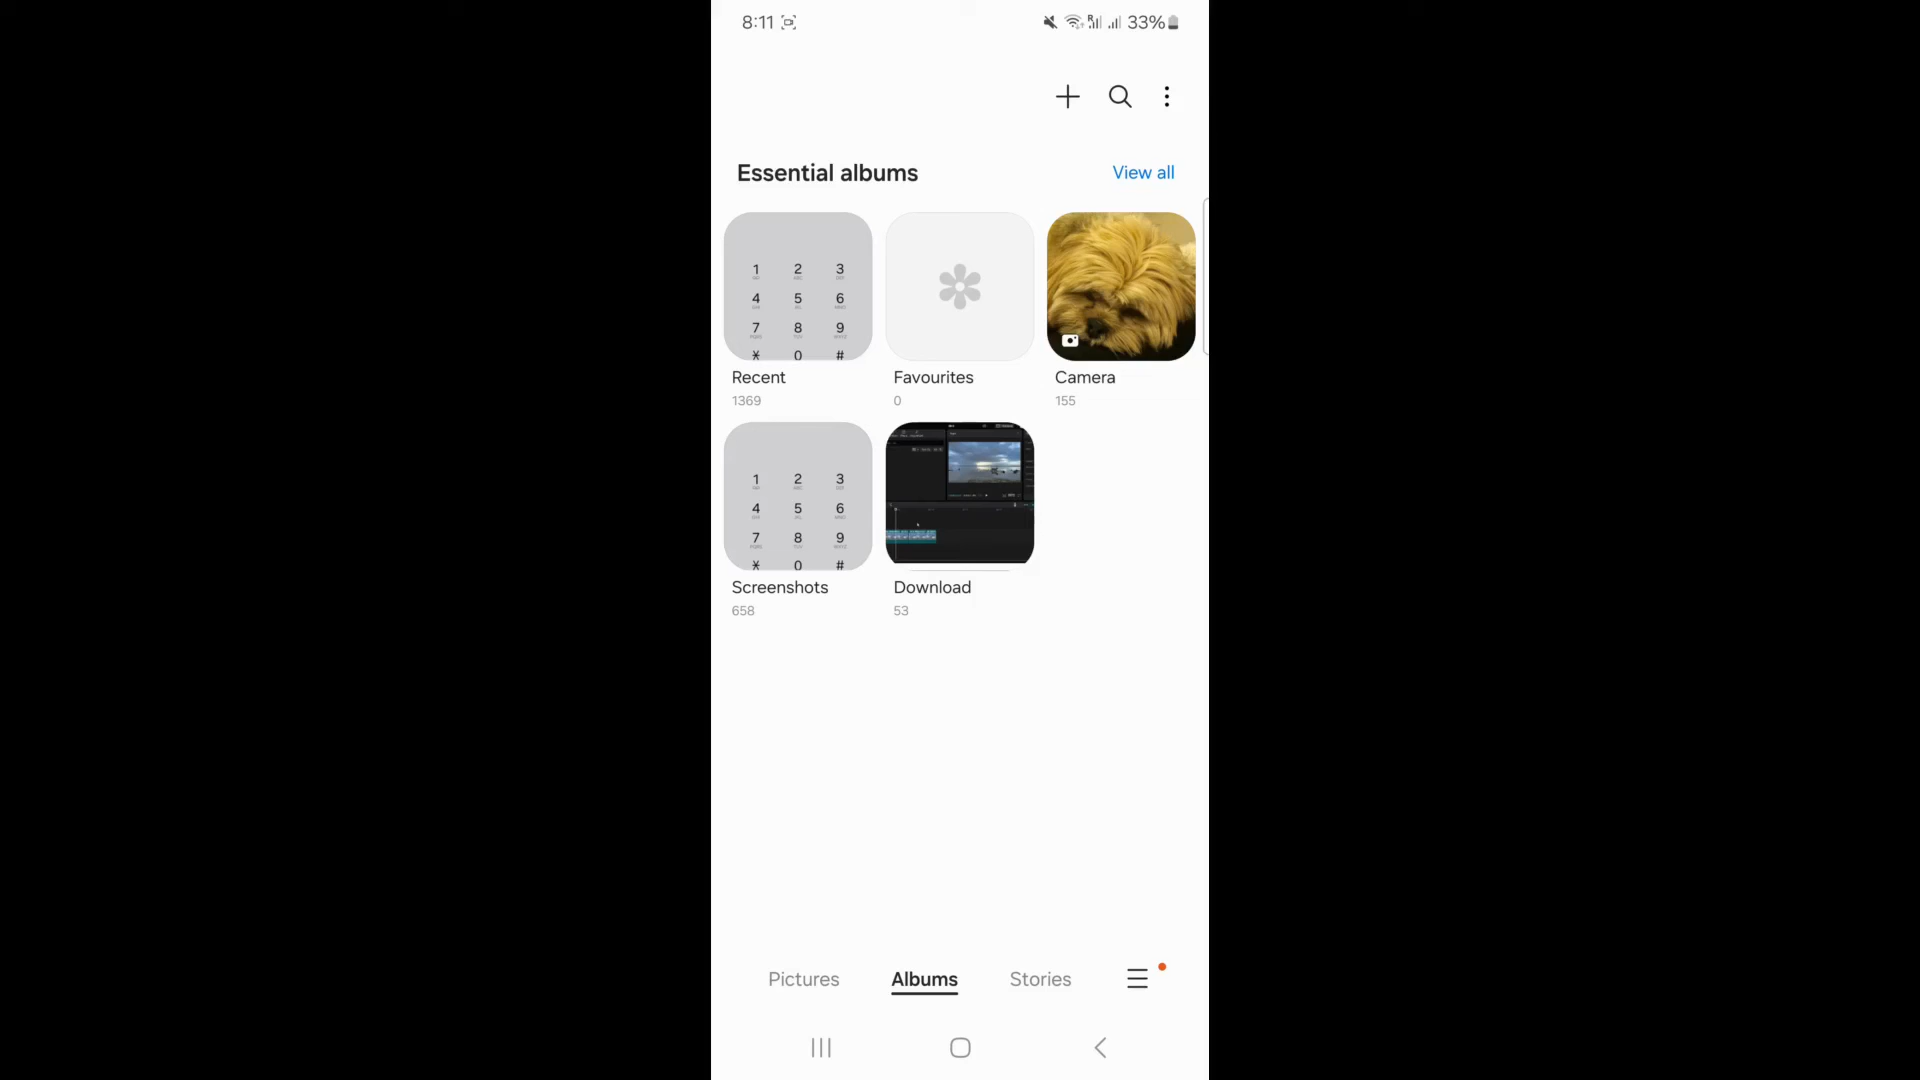 8:11
33%
Essential albums
View all
1 2 3
4 5 6
7 8 9
* 0 #
Recent
1369
Favourites
0
Camera
155
1 2 3
4 5 6
7 8 9
* 0 #
Screenshots
658
Download
53
Pictures
Albums
Stories